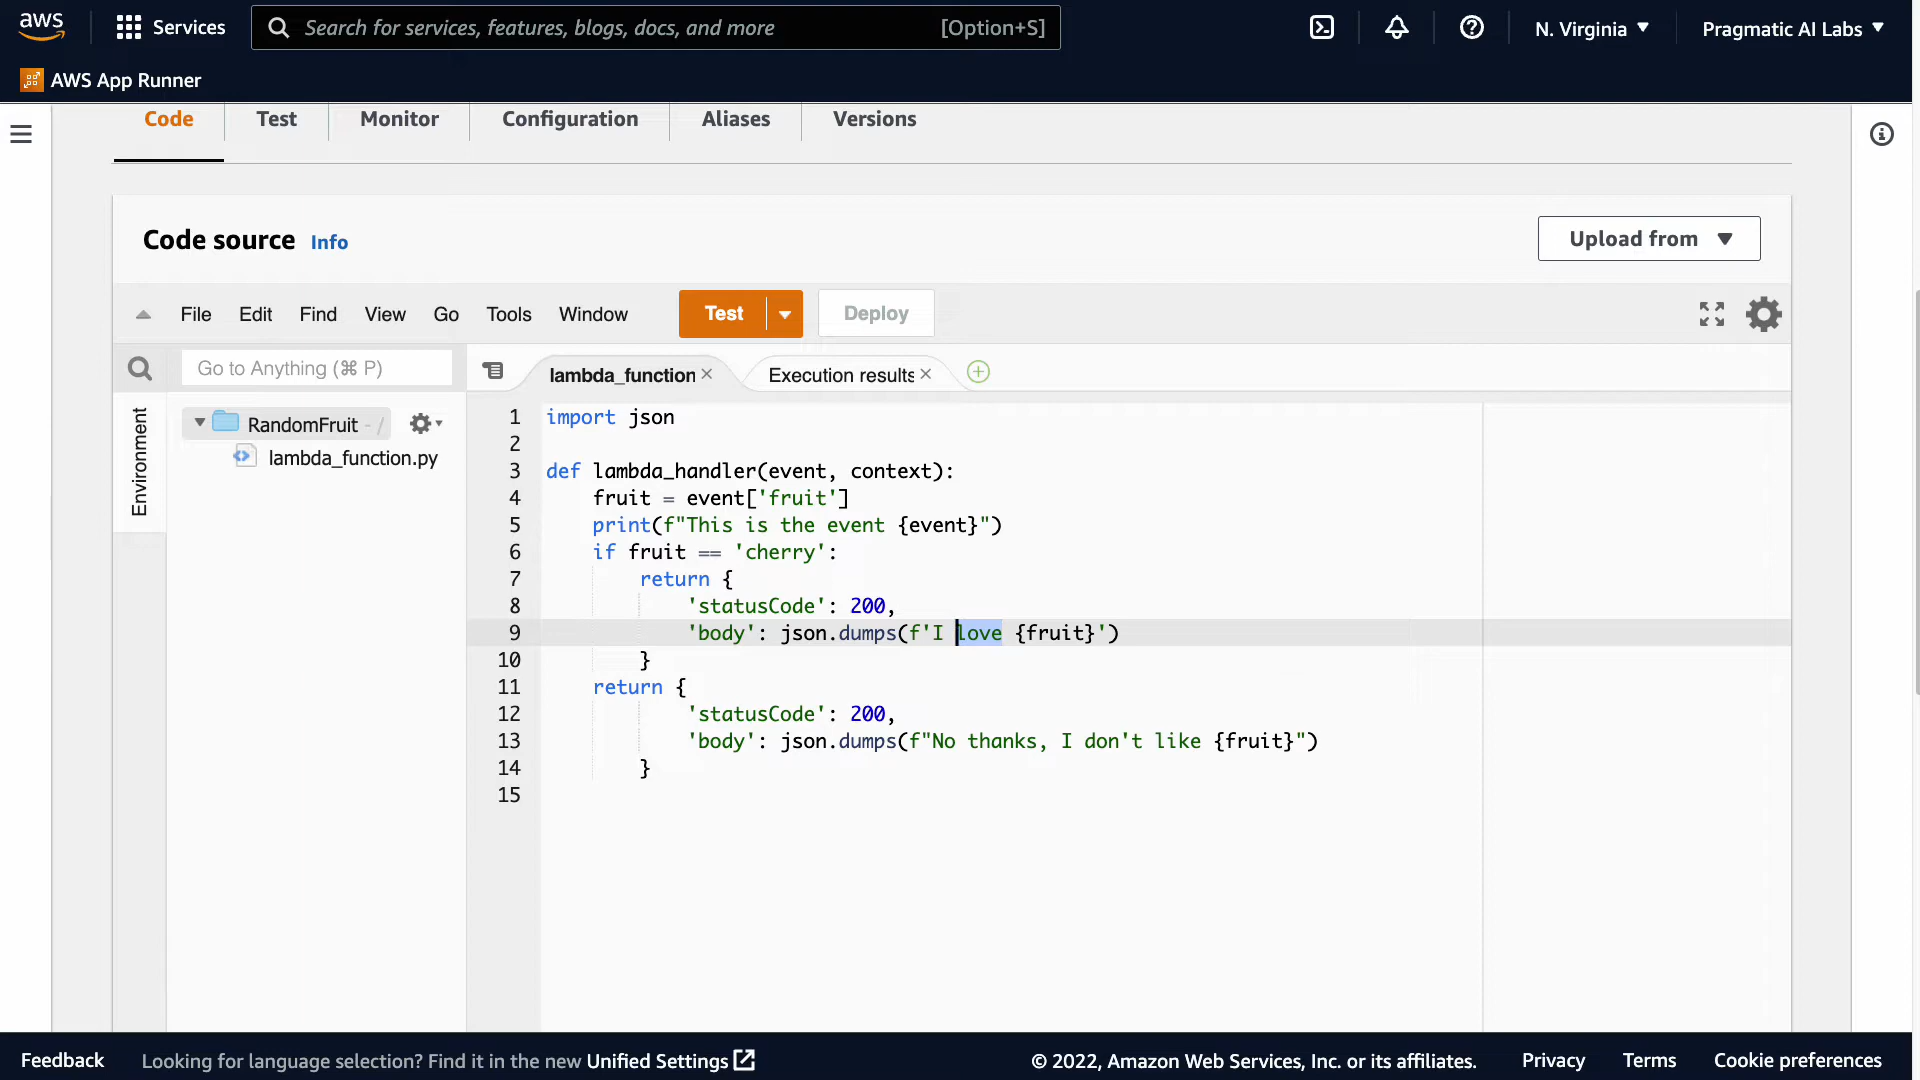 aws
Services
Search for services, features, blogs, docs, and more [Option+S]
N. Virginia
Pragmatic AI Labs
AWS App Runner
Code
Test
Monitor
Configuration
Aliases
Versions
Code source Info
Upload from
File Edit Find View Go Tools Window
Test
Deploy
Go to Anything (⌘ P)
lambda_function
Execution results
Environment
RandomFruit - /
lambda_function.py
1 import json
2
3 def lambda_handler(event, context):
4     fruit = event['fruit']
5     print(f"This is the event {event}")
6     if fruit == 'cherry':
7         return {
8             'statusCode': 200,
9             'body': json.dumps(f'I love {fruit}')
10         }
11     return {
12             'statusCode': 200,
13             'body': json.dumps(f"No thanks, I don't like {fruit}")
14         }
15
Feedback
Looking for language selection? Find it in the new Unified Settings
© 2022, Amazon Web Services, Inc. or its affiliates.
Privacy
Terms
Cookie preferences